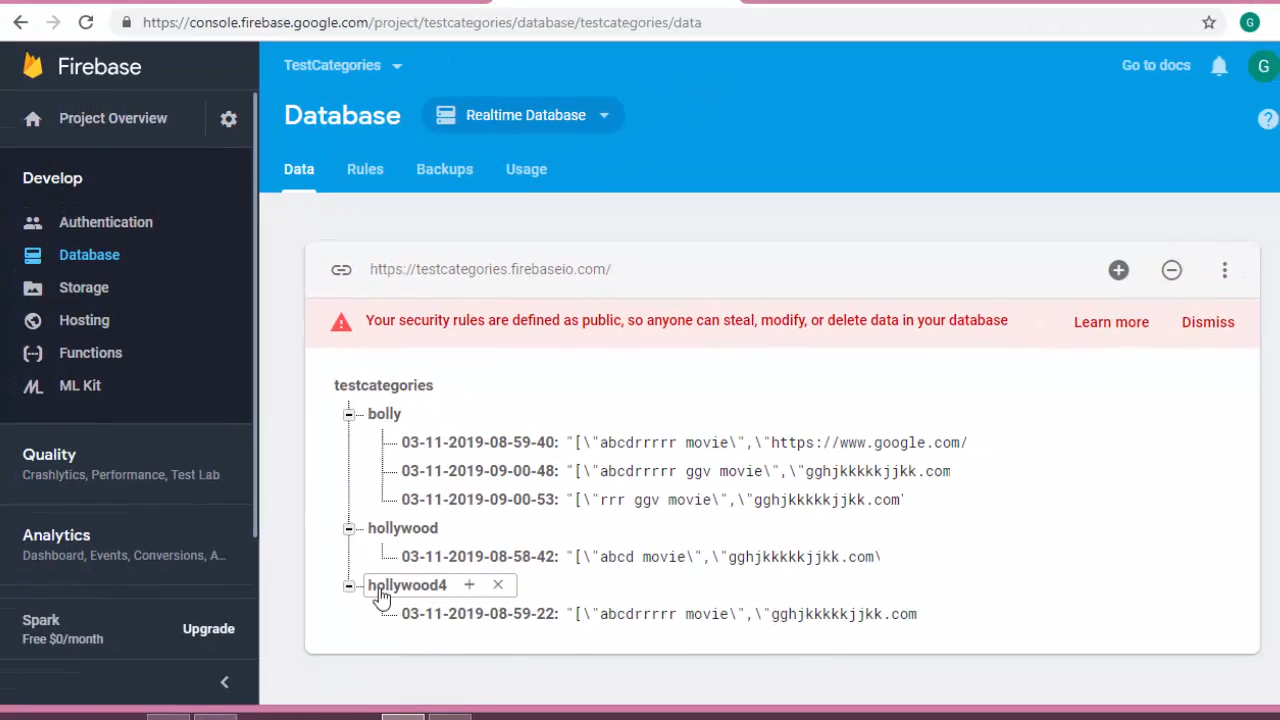 https://console.firebase.google.com/project/testcategories/database/testcategories/data
G
Firebase
TestCategories
Go to docs
G
Project Overview
Database
Realtime Database
?
Data Rules Backups Usage
Develop
Authentication
Database
Storage
Hosting
Functions
ML Kit
Quality
Crashlytics, Performance, Test Lab
Analytics
Dashboard, Events, Conversions, A...
Spark
Free $0/month
Upgrade
https://testcategories.firebaseio.com/
Your security rules are defined as public, so anyone can steal, modify, or delete data in your database
Learn more
Dismiss
testcategories
bolly
03-11-2019-08-59-40: "[\"abcdrrrrr movie\",\"https://www.google.com/
03-11-2019-09-00-48: "[\"abcdrrrrr ggv movie\",\"gghjkkkkkjjkk.com
03-11-2019-09-00-53: "[\"rrr ggv movie\",\"gghjkkkkkjjkk.com'
hollywood
03-11-2019-08-58-42: "[\"abcd movie\",\"gghjkkkkkjjkk.com\
hollywood4
03-11-2019-08-59-22: "[\"abcdrrrrr movie\",\"gghjkkkkkjjkk.com